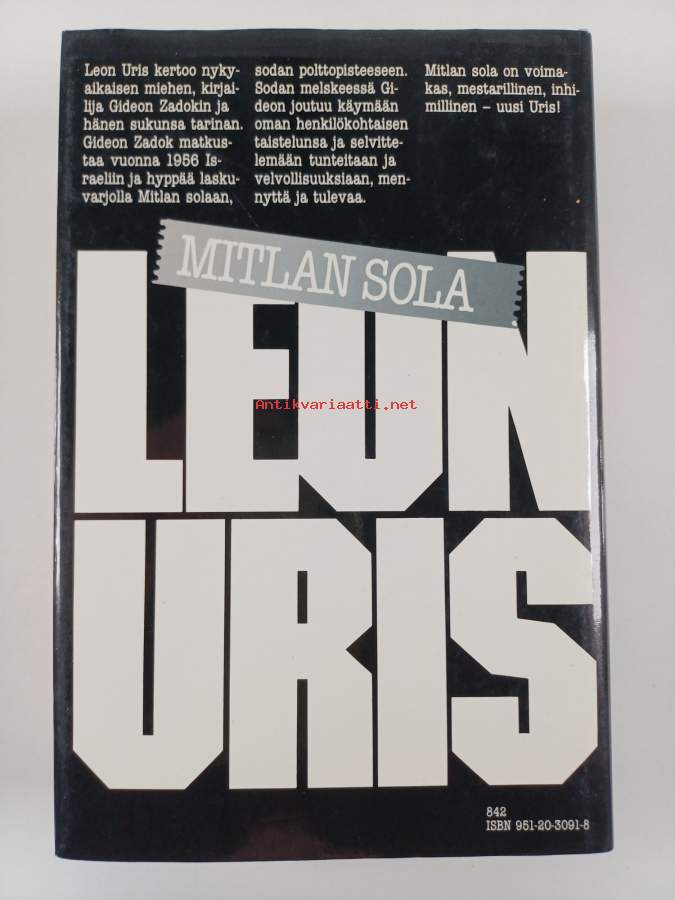 Leon Uris kertoo nyky-
aikaisen miehen, kirjai-
lija Gideon Zadokin ja
hänen sukunsa tarinan.
Gideon Zadok matkus-
taa vuonna 1956 Is-
raeliin ja hyppää lasku-
varjolla Mitlan solaan,
sodan polttopisteeseen.
Sodan melskeessä Gi-
deon joutuu käymään
oman henkilökohtaisen
taistelunsa ja selvitte-
lemään tunteitaan ja
velvollisuuksiaan, men-
nyttä ja tulevaa.
Mitlan sola on voima-
kas, mestarillinen, inhi-
millinen – uusi Uris!
MITLAN SOLA
LEON
Antikvariaatti.net
URIS
842
ISBN 951-20-3091-8